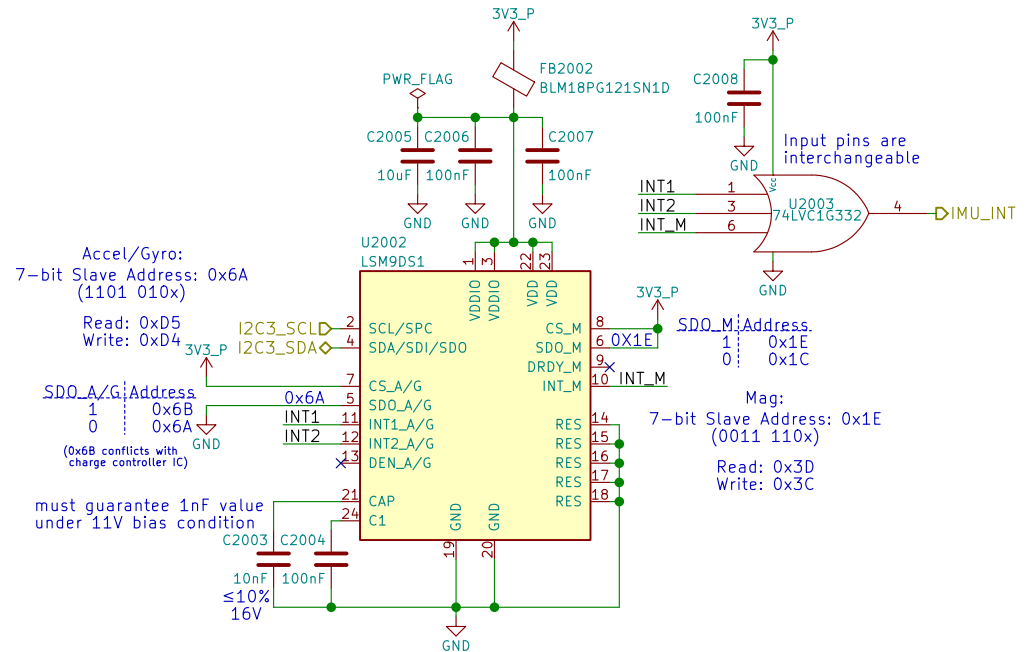 3V3_P
FB2002
BLM18PG121SN1D
PWR_FLAG
C2005
10uF
C2006
100nF
C2007
100nF
GND
GND
GND
3V3_P
C2008
100nF
GND
Input pins are
interchangeable
INT1
1
INT2
3
INT_M
6
Vcc
U2003
74LVC1G332
4
IMU_INT
GND
Accel/Gyro:
7-bit Slave Address: 0x6A
(1101 010x)
Read: 0xD5
Write: 0xD4
U2002
LSM9DS1
1
3
22
23
VDDIO
VDDIO
VDD
VDD
I2C3_SCL
2
SCL/SPC
I2C3_SDA
4
SDA/SDI/SDO
3V3_P
7
CS_A/G
0x6A
5
SDO_A/G
GND
INT1
11
INT1_A/G
INT2
12
INT2_A/G
13
DEN_A/G
21
CAP
24
C1
CS_M
8
SDO_M
6
0X1E
DRDY_M
9
INT_M
10
INT_M
3V3_P
RES
14
RES
15
RES
16
RES
17
RES
18
GND
GND
19
20
SDO_A/G Address
1 0x6B
0 0x6A
(0x6B conflicts with
charge controller IC)
SDO_M Address
1 0x1E
0 0x1C
Mag:
7-bit Slave Address: 0x1E
(0011 110x)
Read: 0x3D
Write: 0x3C
must guarantee 1nF value
under 11V bias condition
C2003
10nF
≤10%
16V
C2004
100nF
GND